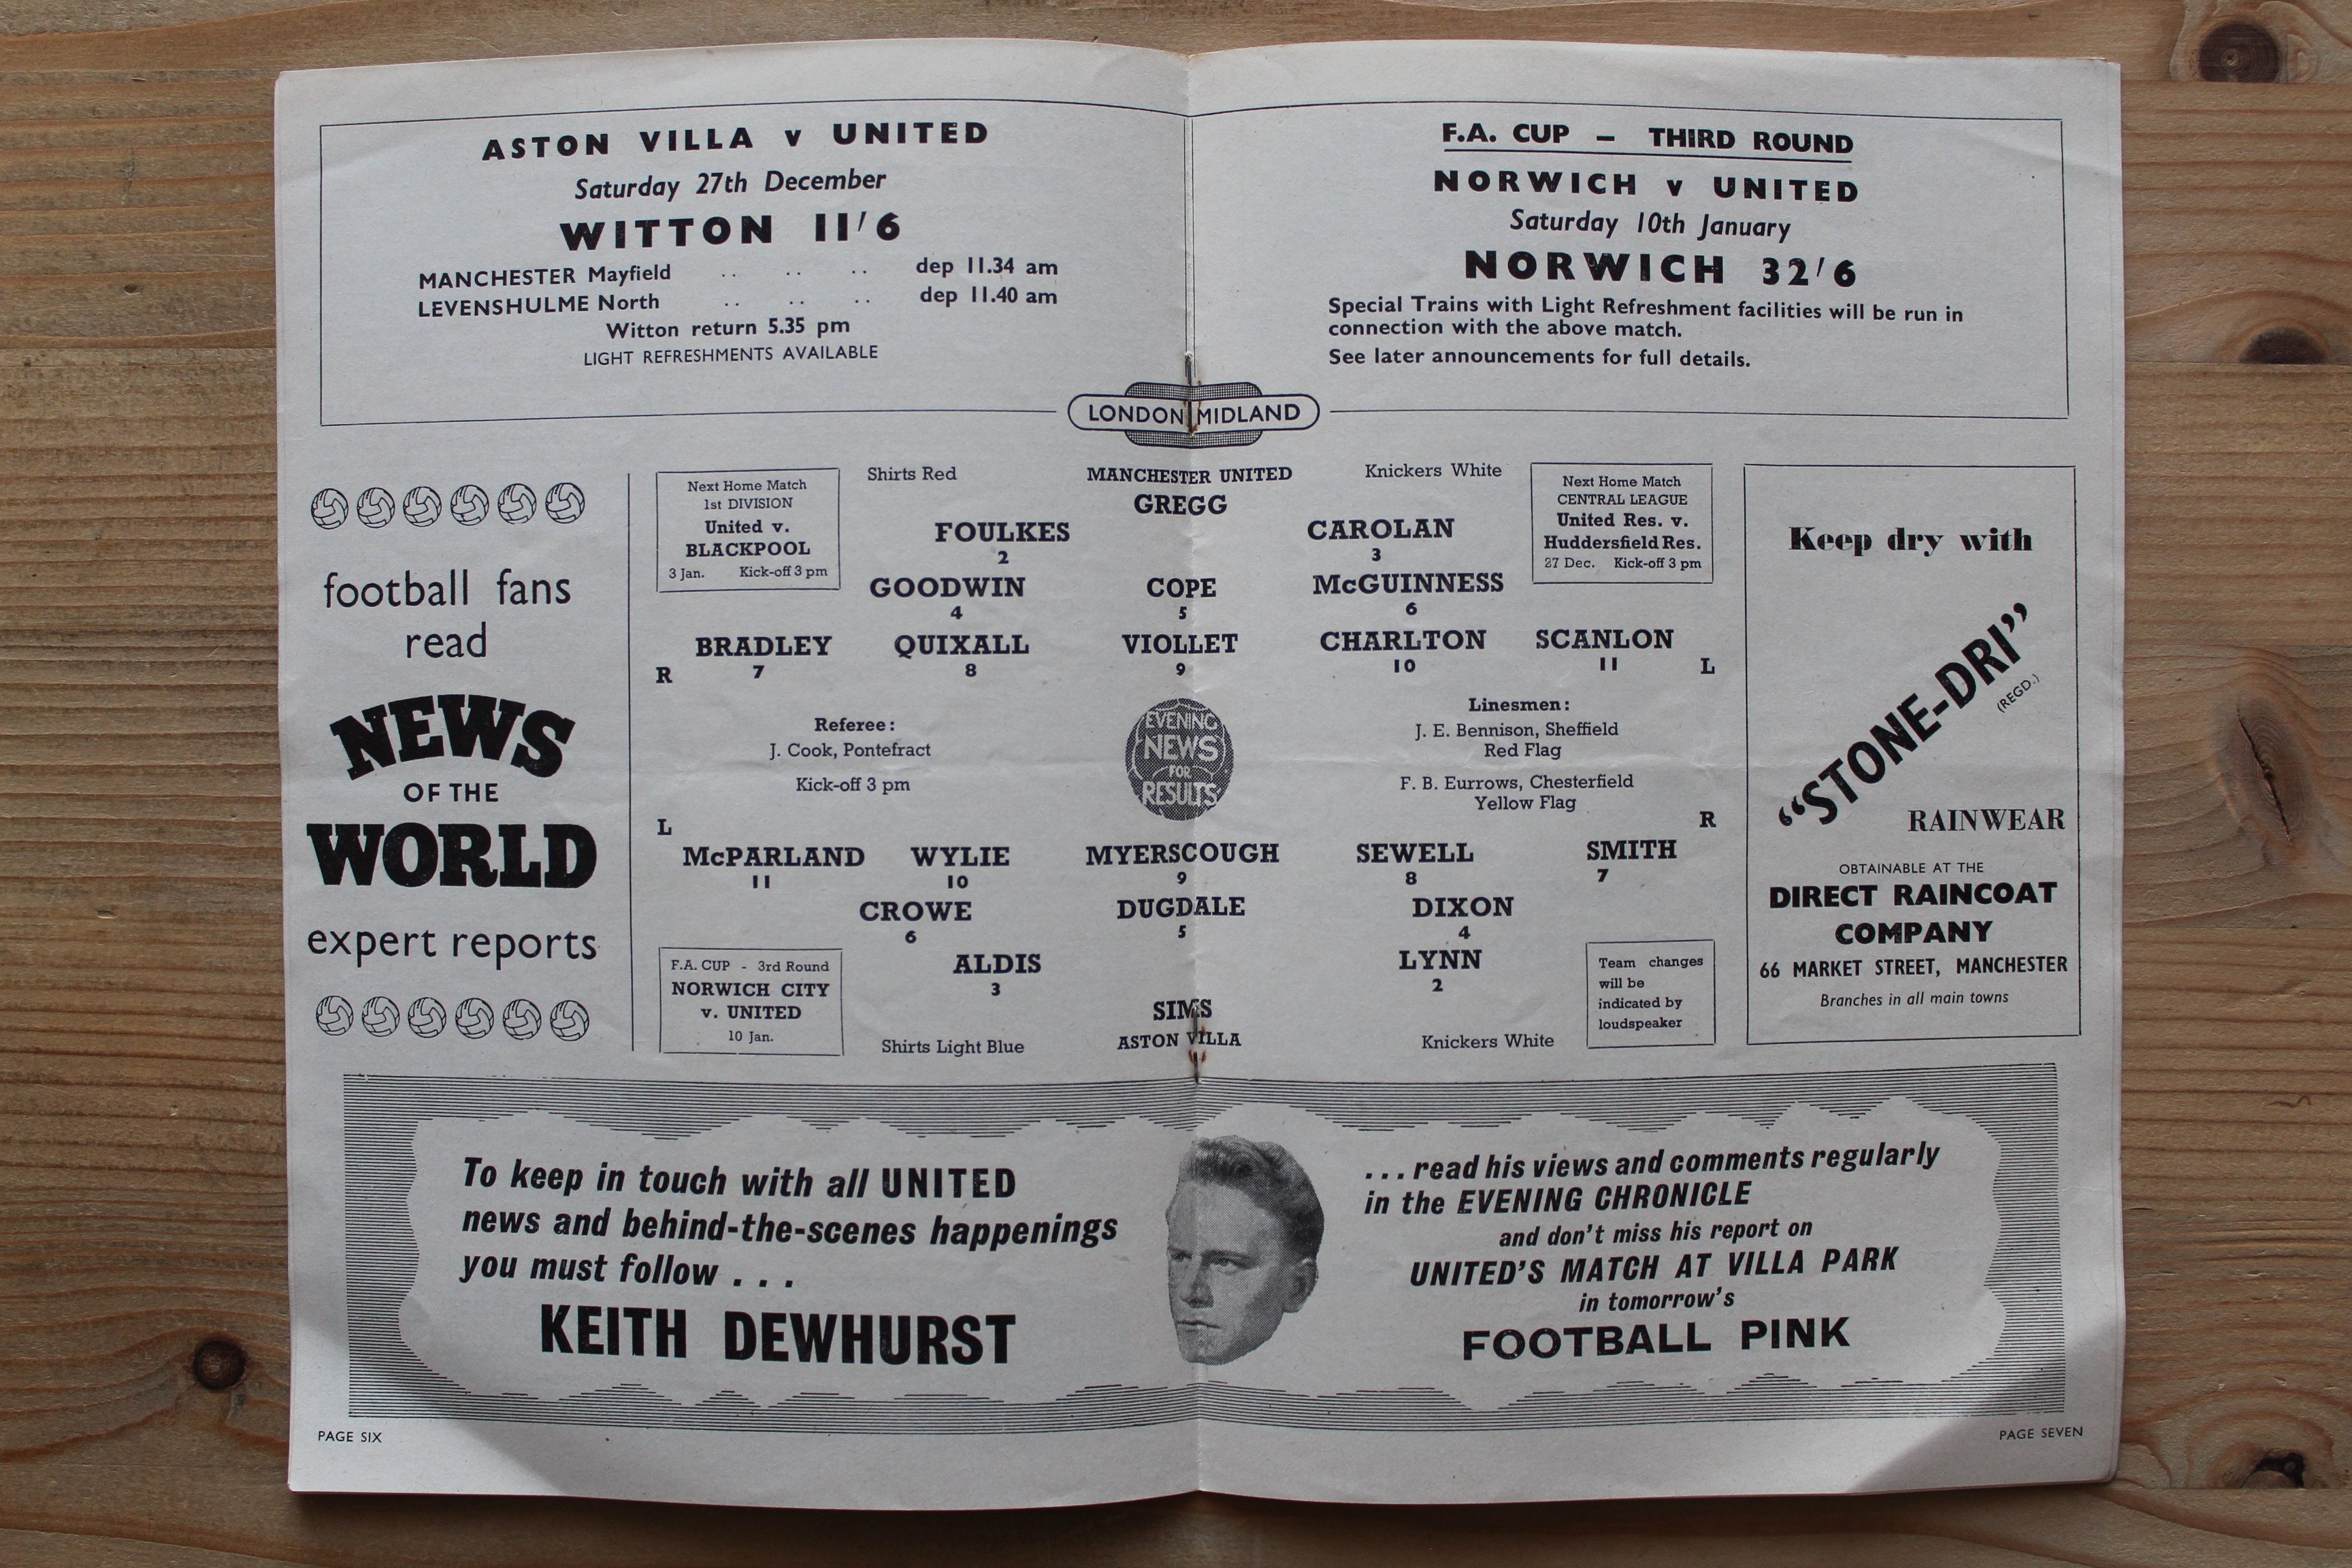 ASTON VILLA v UNITED
Saturday 27th December
WITTON 11/6
MANCHESTER Mayfield .. .. .. dep 11.34 am
LEVENSHULME North .. .. .. dep 11.40 am
Witton return 5.35 pm
LIGHT REFRESHMENTS AVAILABLE
F.A. CUP – THIRD ROUND
NORWICH v UNITED
Saturday 10th January
NORWICH 32/6
Special Trains with Light Refreshment facilities will be run in
connection with the above match.
See later announcements for full details.
LONDON MIDLAND
football fans
read
NEWS
OF THE
WORLD
expert reports
Next Home Match
1st DIVISION
United v.
BLACKPOOL
3 Jan. Kick-off 3 pm
Shirts Red
MANCHESTER UNITED
Knickers White
Next Home Match
CENTRAL LEAGUE
United Res. v.
Huddersfield Res.
27 Dec. Kick-off 3 pm
GREGG
FOULKES CAROLAN
2 3
GOODWIN COPE McGUINNESS
4 5 6
BRADLEY QUIXALL VIOLLET CHARLTON SCANLON
R 7 8 9 10 11 L
Referee:
J. Cook, Pontefract
Kick-off 3 pm
EVENING
NEWS
FOR
RESULTS
Linesmen:
J. E. Bennison, Sheffield
Red Flag
F. B. Eurrows, Chesterfield
Yellow Flag
L R
McPARLAND WYLIE MYERSCOUGH SEWELL SMITH
11 10 9 8 7
CROWE DUGDALE DIXON
6 5 4
ALDIS LYNN
3 2
SIMS
F.A. CUP - 3rd Round
NORWICH CITY
v. UNITED
10 Jan.
Shirts Light Blue
ASTON VILLA
Knickers White
Team changes
will be
indicated by
loudspeaker
Keep dry with
"STONE-DRI"
(REGD.)
RAINWEAR
OBTAINABLE AT THE
DIRECT RAINCOAT
COMPANY
66 MARKET STREET, MANCHESTER
Branches in all main towns
To keep in touch with all UNITED
news and behind-the-scenes happenings
you must follow . . .
KEITH DEWHURST
. . . read his views and comments regularly
in the EVENING CHRONICLE
and don't miss his report on
UNITED'S MATCH AT VILLA PARK
in tomorrow's
FOOTBALL PINK
PAGE SIX
PAGE SEVEN